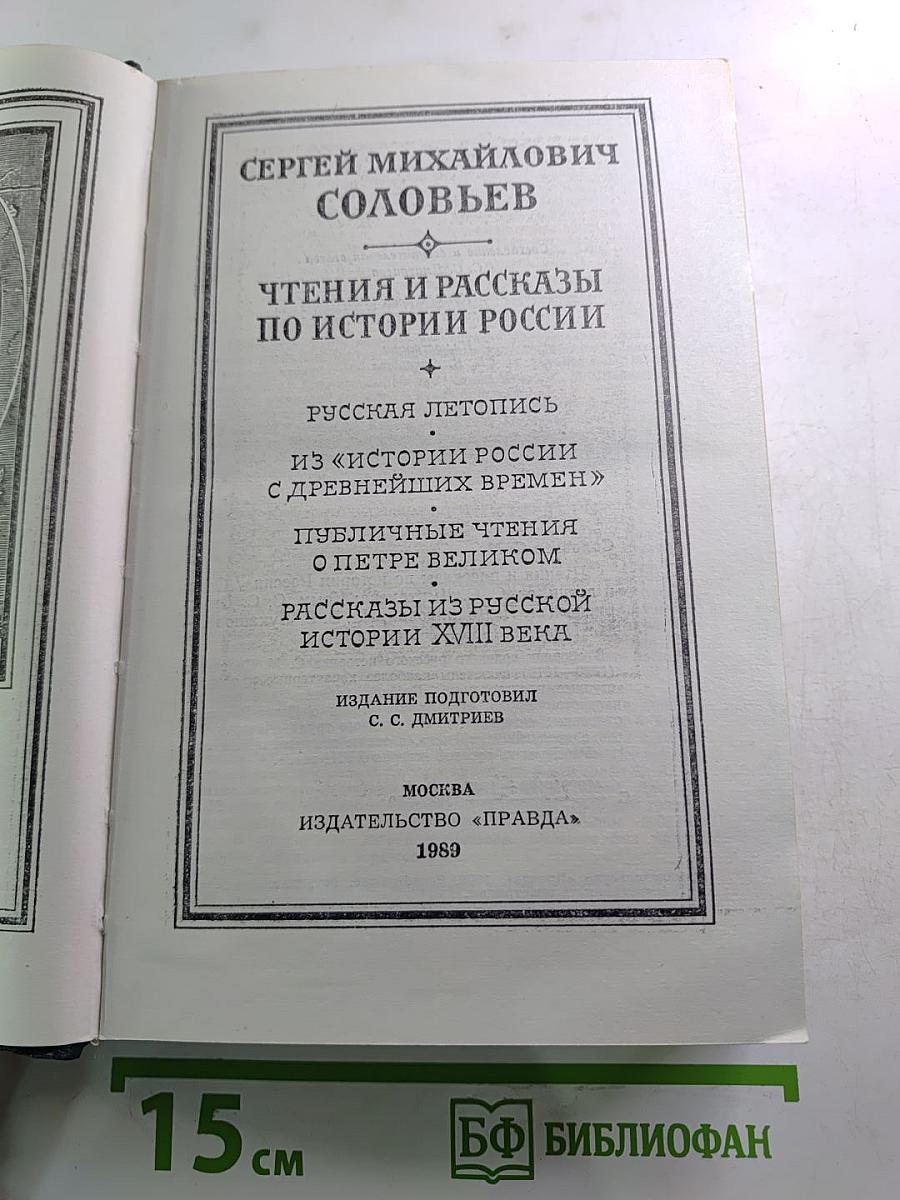 СЕРГЕЙ МИХАЙЛОВИЧ
СОЛОВЬЕВ
ЧТЕНИЯ И РАССКАЗЫ
ПО ИСТОРИИ РОССИИ
РУССКАЯ ЛЕТОПИСЬ
ИЗ «ИСТОРИИ РОССИИ
С ДРЕВНЕЙШИХ ВРЕМЕН»
ПУБЛИЧНЫЕ ЧТЕНИЯ
О ПЕТРЕ ВЕЛИКОМ
РАССКАЗЫ ИЗ РУССКОЙ
ИСТОРИИ XVIII ВЕКА
ИЗДАНИЕ ПОДГОТОВИЛ
С. С. ДМИТРИЕВ
МОСКВА
ИЗДАТЕЛЬСТВО «ПРАВДА»
1989
15 см
БФ БИБЛИОФАН